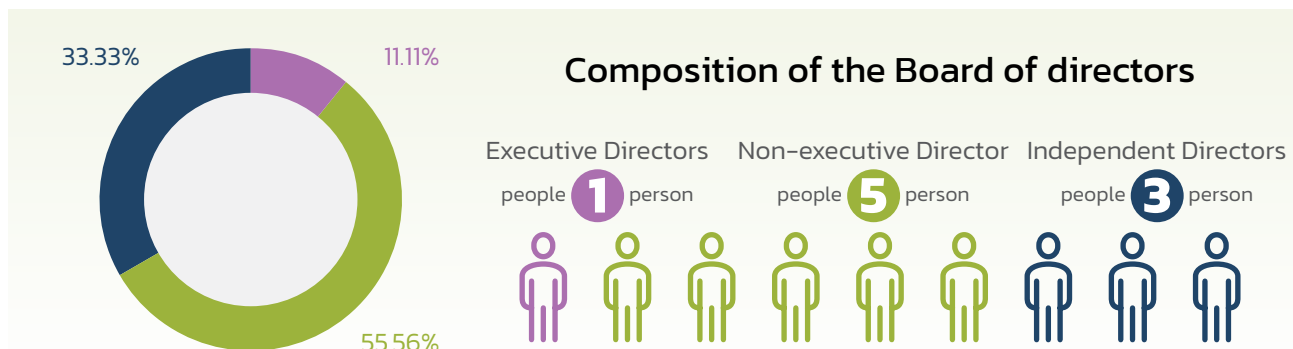 33.33%
11.11%
55.56%
Composition of the Board of directors
Executive Directors
people 1 person
Non-executive Director
people 5 person
Independent Directors
people 3 person